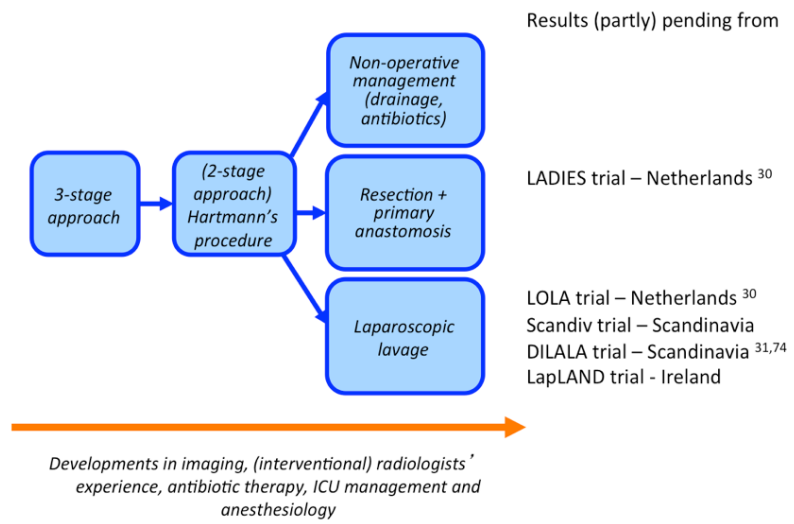 Results (partly) pending from
Non-operative
management
(drainage,
antibiotics)
3-stage
approach
(2-stage
approach)
Hartmann’s
procedure
Resection +
primary
anastomosis
LADIES trial – Netherlands 30
Laparoscopic
lavage
LOLA trial – Netherlands 30
Scandiv trial – Scandinavia
DILALA trial – Scandinavia 31,74
LapLAND trial - Ireland
Developments in imaging, (interventional) radiologists’
experience, antibiotic therapy, ICU management and
anesthesiology